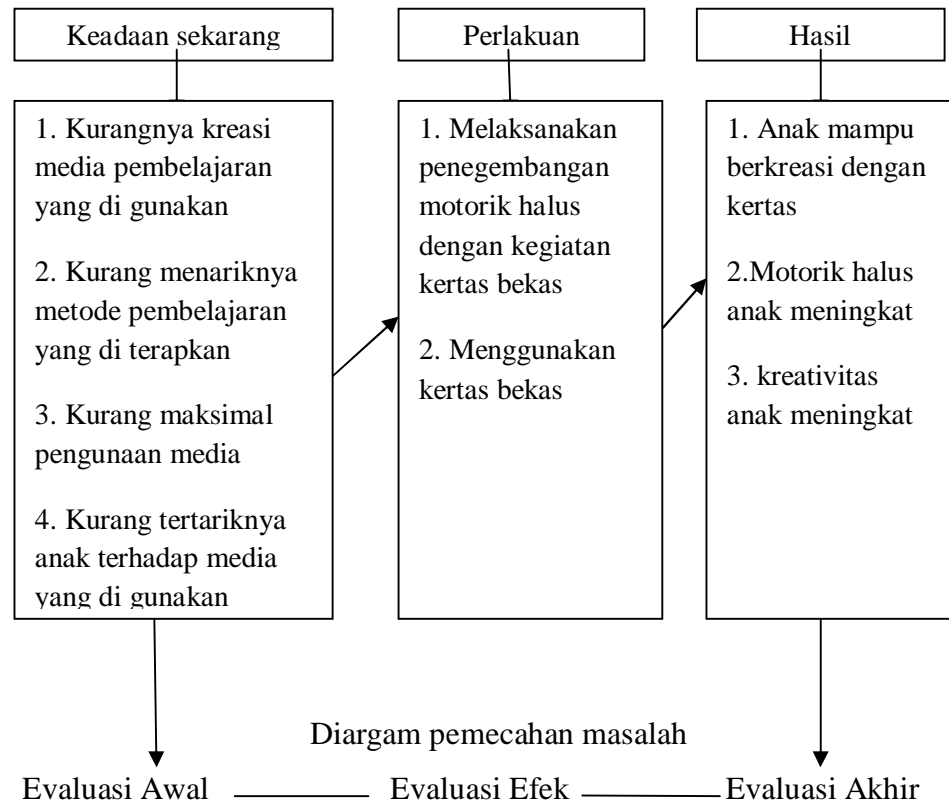 Keadaan sekarang
Perlakuan
Hasil
1. Kurangnya kreasi
media pembelajaran
yang di gunakan
2. Kurang menariknya
metode pembelajaran
yang di terapkan
3. Kurang maksimal
pengunaan media
4. Kurang tertariknya
anak terhadap media
yang di gunakan
1. Melaksanakan
penegembangan
motorik halus
dengan kegiatan
kertas bekas
2. Menggunakan
kertas bekas
1. Anak mampu
berkreasi dengan
kertas
2.Motorik halus
anak meningkat
3. kreativitas
anak meningkat
Diargam pemecahan masalah
Evaluasi Awal
Evaluasi Efek
Evaluasi Akhir